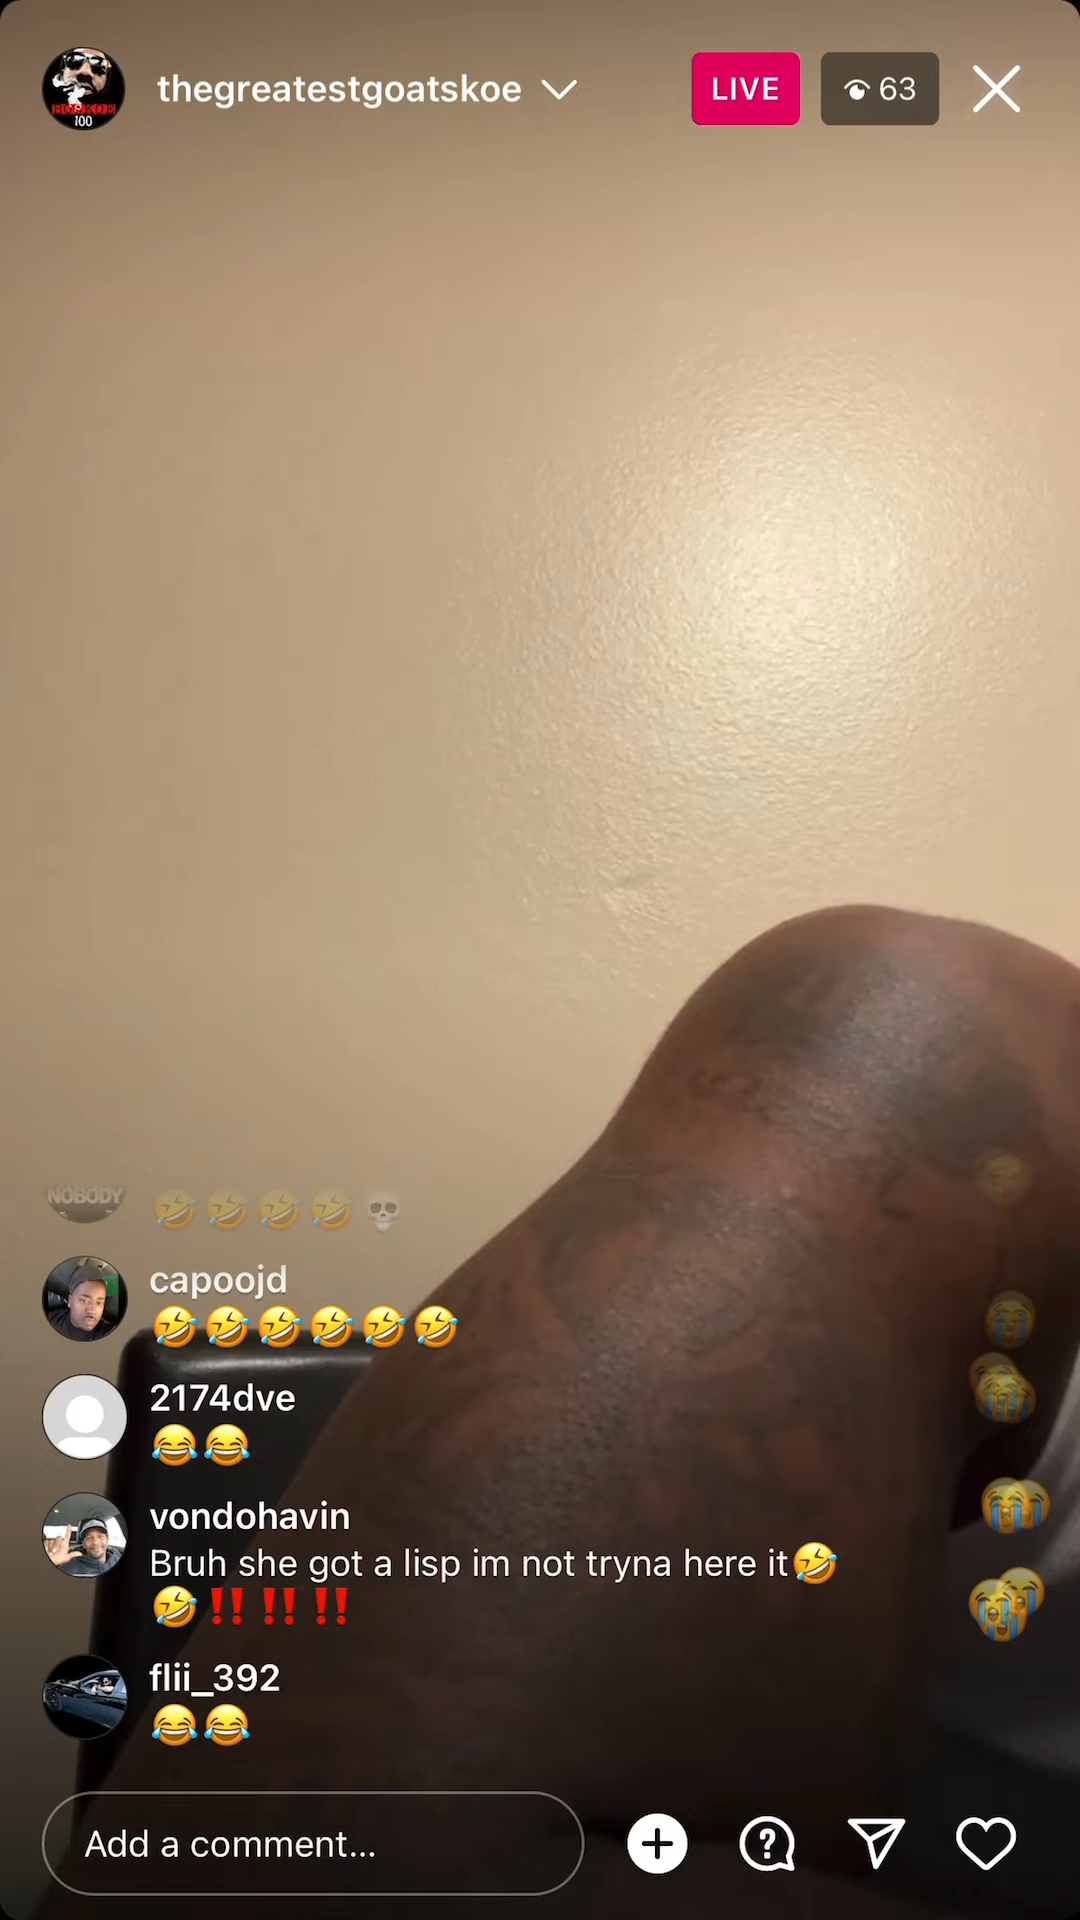 thegreatestgoatskoe
LIVE
63
100
NOBODY
🤣🤣🤣🤣💀
capoojd
🤣🤣🤣🤣🤣🤣
2174dve
😂😂
vondohavin
Bruh she got a lisp im not tryna here it🤣
🤣‼️‼️‼️
flii_392
😂😂
Add a comment...